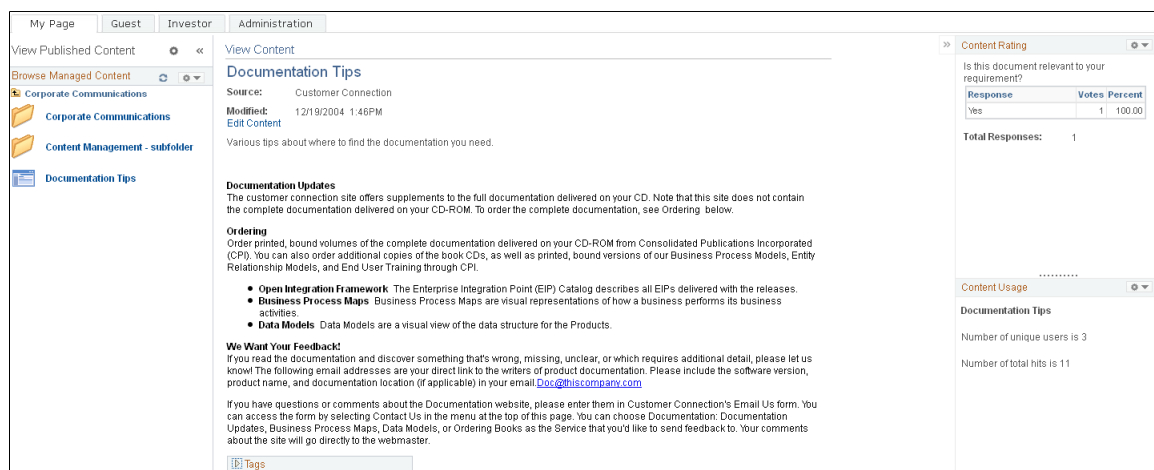 My Page
Guest
Investor
Administration
View Published Content
«
Browse Managed Content
Corporate Communications
Corporate Communications
Content Management - subfolder
Documentation Tips
View Content
Documentation Tips
Source: Customer Connection
Modified: 12/19/2004 1:46PM
Edit Content
Various tips about where to find the documentation you need.
Documentation Updates
The customer connection site offers supplements to the full documentation delivered on your CD. Note that this site does not contain
the complete documentation delivered on your CD-ROM. To order the complete documentation, see Ordering below.
Ordering
Order printed, bound volumes of the complete documentation delivered on your CD-ROM from Consolidated Publications Incorporated
(CPI). You can also order additional copies of the book CDs, as well as printed, bound versions of our Business Process Models, Entity
Relationship Models, and End User Training through CPI.
• Open Integration Framework The Enterprise Integration Point (EIP) Catalog describes all EIPs delivered with the releases.
• Business Process Maps Business Process Maps are visual representations of how a business performs its business
activities.
• Data Models Data Models are a visual view of the data structure for the Products.
We Want Your Feedback!
If you read the documentation and discover something that's wrong, missing, unclear, or which requires additional detail, please let us
know! The following email addresses are your direct link to the writers of product documentation. Please include the software version,
product name, and documentation location (if applicable) in your email.Doc@thiscompany.com
If you have questions or comments about the Documentation website, please enter them in Customer Connection's Email Us form. You
can access the form by selecting Contact Us in the menu at the top of this page. You can choose Documentation: Documentation
Updates, Business Process Maps, Data Models, or Ordering Books as the Service that you'd like to send feedback to. Your comments
about the site will go directly to the webmaster.
Tags
»
Content Rating
Is this document relevant to your
requirement?
Response Votes Percent
Yes 1 100.00
Total Responses: 1
Content Usage
Documentation Tips
Number of unique users is 3
Number of total hits is 11